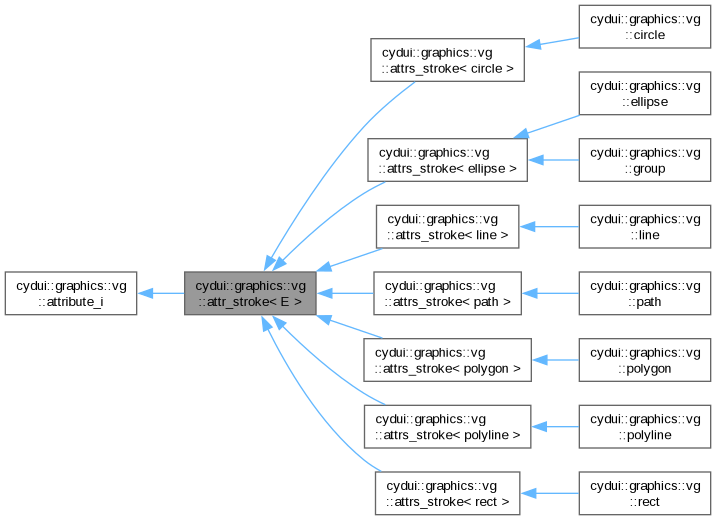 cydui::graphics::vg
::attribute_i
cydui::graphics::vg
::attr_stroke< E >
cydui::graphics::vg
::attrs_stroke< circle >
cydui::graphics::vg
::attrs_stroke< ellipse >
cydui::graphics::vg
::attrs_stroke< line >
cydui::graphics::vg
::attrs_stroke< path >
cydui::graphics::vg
::attrs_stroke< polygon >
cydui::graphics::vg
::attrs_stroke< polyline >
cydui::graphics::vg
::attrs_stroke< rect >
cydui::graphics::vg
::circle
cydui::graphics::vg
::ellipse
cydui::graphics::vg
::group
cydui::graphics::vg
::line
cydui::graphics::vg
::path
cydui::graphics::vg
::polygon
cydui::graphics::vg
::polyline
cydui::graphics::vg
::rect